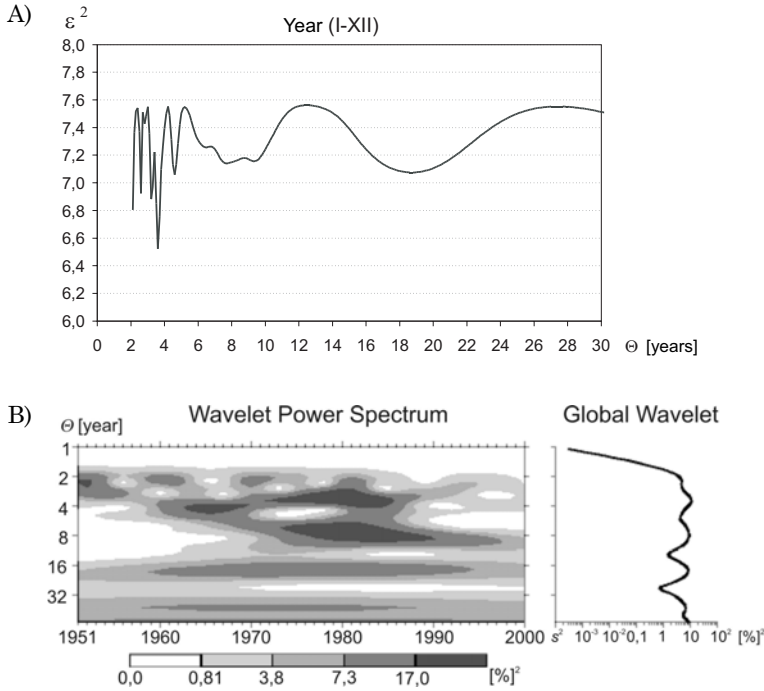 A)
ε²
Year (I-XII)
8,0
7,8
7,6
7,4
7,2
7,0
6,8
6,6
6,4
6,2
6,0
0 2 4 6 8 10 12 14 16 18 20 22 24 26 28 30 Θ [years]
B)
Θ [year]
Wavelet Power Spectrum
Global Wavelet
1
2
4
8
16
32
1951 1960 1970 1980 1990 2000
s² 10⁻³ 10⁻² 0,1 1 10 10² [%]²
0,0 0,81 3,8 7,3 17,0 [%]²